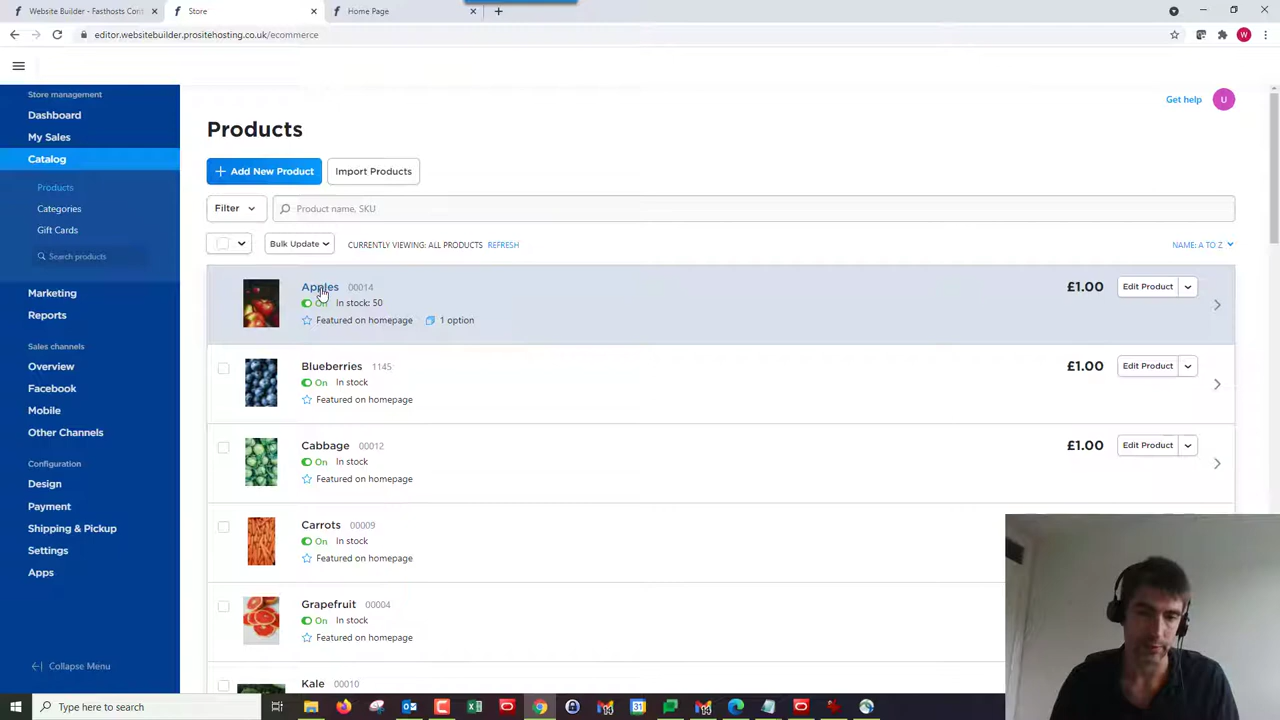 Website Builder - Fasthosts Con
Store
Home Page
editor.websitebuilder.prositehosting.co.uk/ecommerce
W
Store management
Dashboard
My Sales
Catalog
Products
Categories
Gift Cards
Search products
Marketing
Reports
Sales channels
Overview
Facebook
Mobile
Other Channels
Configuration
Design
Payment
Shipping & Pickup
Settings
Apps
Collapse Menu
Get help
U
Products
Add New Product
Import Products
Filter
Product name, SKU
Bulk Update
CURRENTLY VIEWING: ALL PRODUCTS REFRESH
NAME: A TO Z
Apples 00014
£1.00
Edit Product
On In stock: 50
Featured on homepage
1 option
Blueberries 1145
£1.00
Edit Product
On In stock
Featured on homepage
Cabbage 00012
£1.00
Edit Product
On In stock
Featured on homepage
Carrots 00009
On In stock
Featured on homepage
Grapefruit 00004
On In stock
Featured on homepage
Kale 00010
Type here to search
31